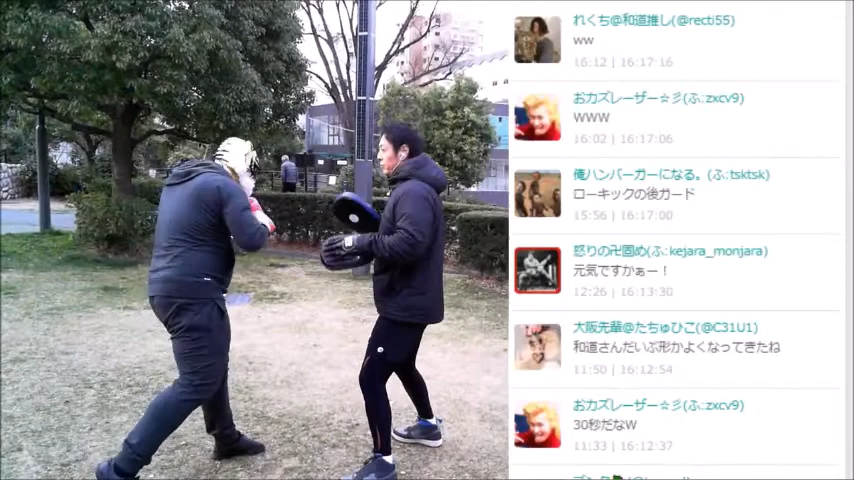 れくち@和道推し(@recti55)
ww
16:12 | 16:17:16
おカズレーザー☆彡(ふ:zxcv9)
WWW
16:02 | 16:17:06
俺ハンバーガーになる。(ふ:tsktsk)
ローキックの後ガード
15:56 | 16:17:00
怒りの卍固め(ふ:kejara_monjara)
元気ですかぁー！
12:26 | 16:13:30
大阪先輩@たちゅひこ(@C31U1)
和道さんだいぶ形かよくなってきたね
11:50 | 16:12:54
おカズレーザー☆彡(ふ:zxcv9)
30秒だなW
11:33 | 16:12:37